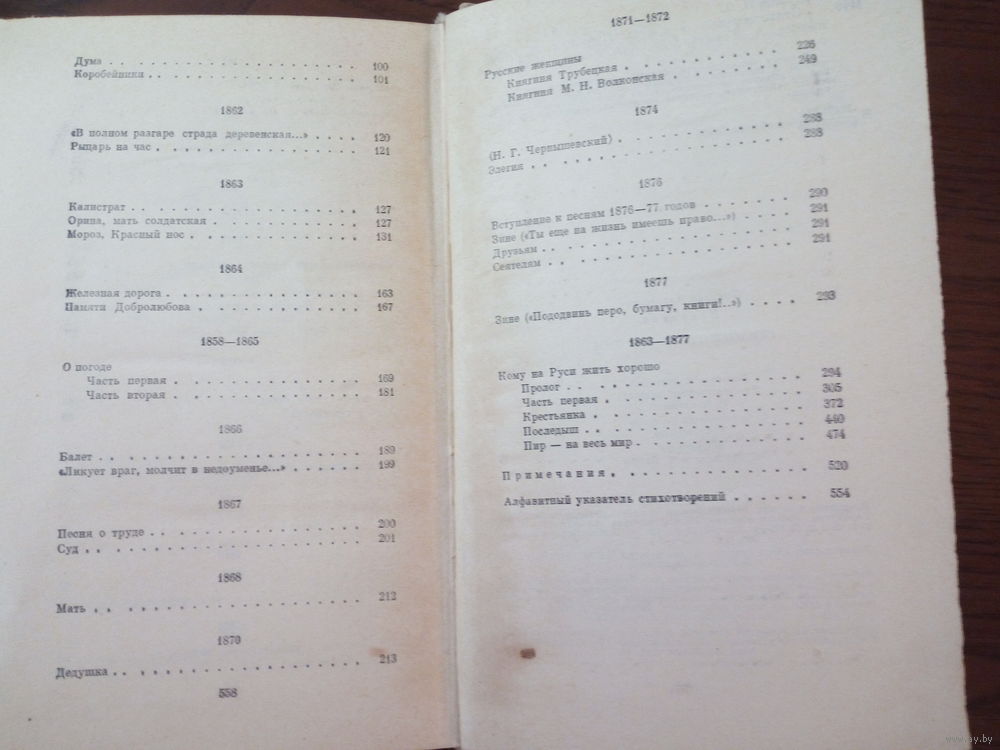 Дума . . . . . . . . . . . . . . . . . 100
Коробейники . . . . . . . . . . . . . . 101
1862
«В полном разгаре страда деревенская...» . . . . 120
Рыцарь на час . . . . . . . . . . . . . . 121
1863
Калистрат . . . . . . . . . . . . . . . . 127
Орина, мать солдатская . . . . . . . . . . . 127
Мороз, Красный нос . . . . . . . . . . . . 131
1864
Железная дорога . . . . . . . . . . . . . . 163
Памяти Добролюбова . . . . . . . . . . . . 167
1858—1865
О погоде
Часть первая . . . . . . . . . . . . . 169
Часть вторая . . . . . . . . . . . . . 181
1866
Балет . . . . . . . . . . . . . . . . . 189
«Ликует враг, молчит в недоуменье...» . . . . . . 199
1867
Песня о труде . . . . . . . . . . . . . . 200
Суд . . . . . . . . . . . . . . . . . . 201
1868
Мать . . . . . . . . . . . . . . . . . . 212
1870
Дедушка . . . . . . . . . . . . . . . . . 213
558
1871—1872
Русские женщины
Княгиня Трубецкая . . . . . . . . . . 226
Княгиня М. Н. Волконская . . . . . . . 249
1874
⟨Н. Г. Чернышевский⟩ . . . . . . . . . . . 288
Элегия . . . . . . . . . . . . . . . . . 288
1876
Вступление к песням 1876—77 годов . . . . . . . 290
Зине («Ты еще на жизнь имеешь право...») . . . . 291
Друзьям . . . . . . . . . . . . . . . . 291
Сеятелям . . . . . . . . . . . . . . . . 291
1877
Зине («Пододвинь перо, бумагу, книги!..») . . . . 293
1863—1877
Кому на Руси жить хорошо
Пролог . . . . . . . . . . . . . . . 294
Часть первая . . . . . . . . . . . . . 305
Крестьянка . . . . . . . . . . . . . . 372
Последыш . . . . . . . . . . . . . . 440
Пир — на весь мир . . . . . . . . . . . 474
Примечания . . . . . . . . . . . . . 520
Алфавитный указатель стихотворений . . . . . . 554
www.ay.by